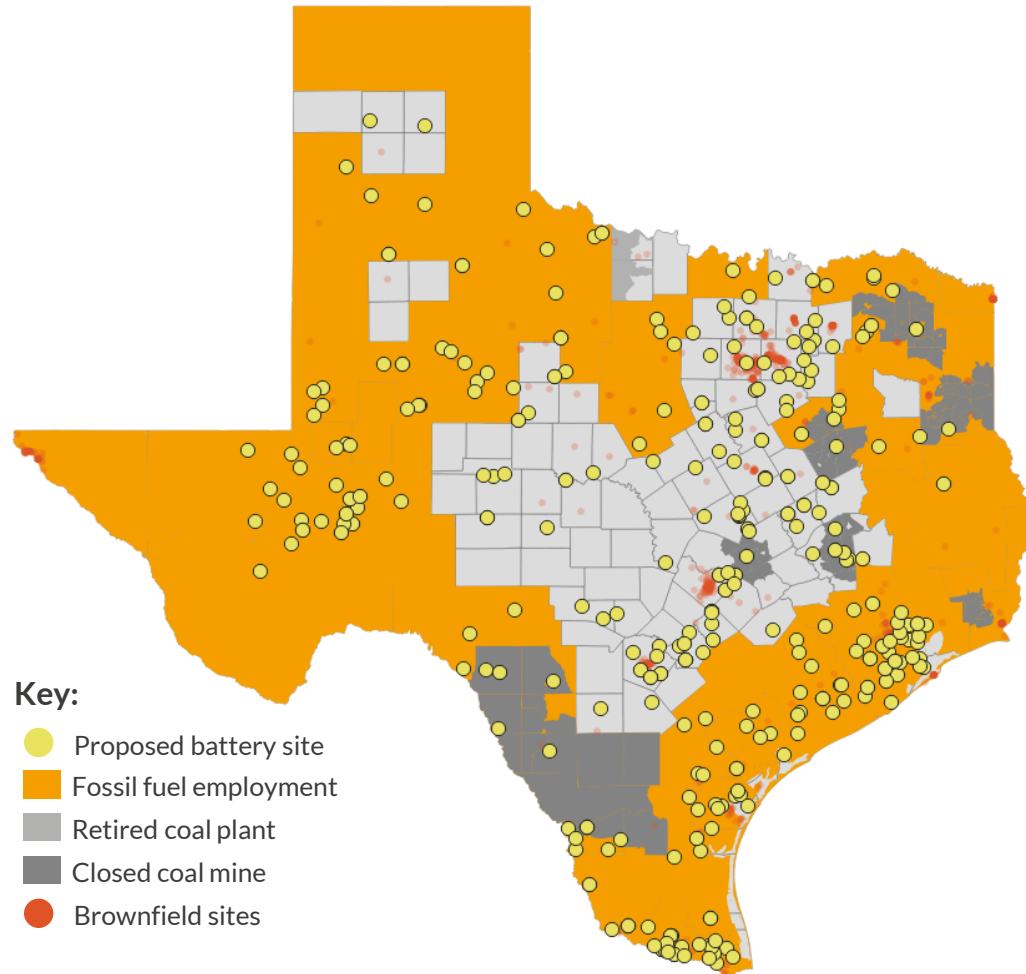 Key:
Proposed battery site
Fossil fuel employment
Retired coal plant
Closed coal mine
Brownfield sites